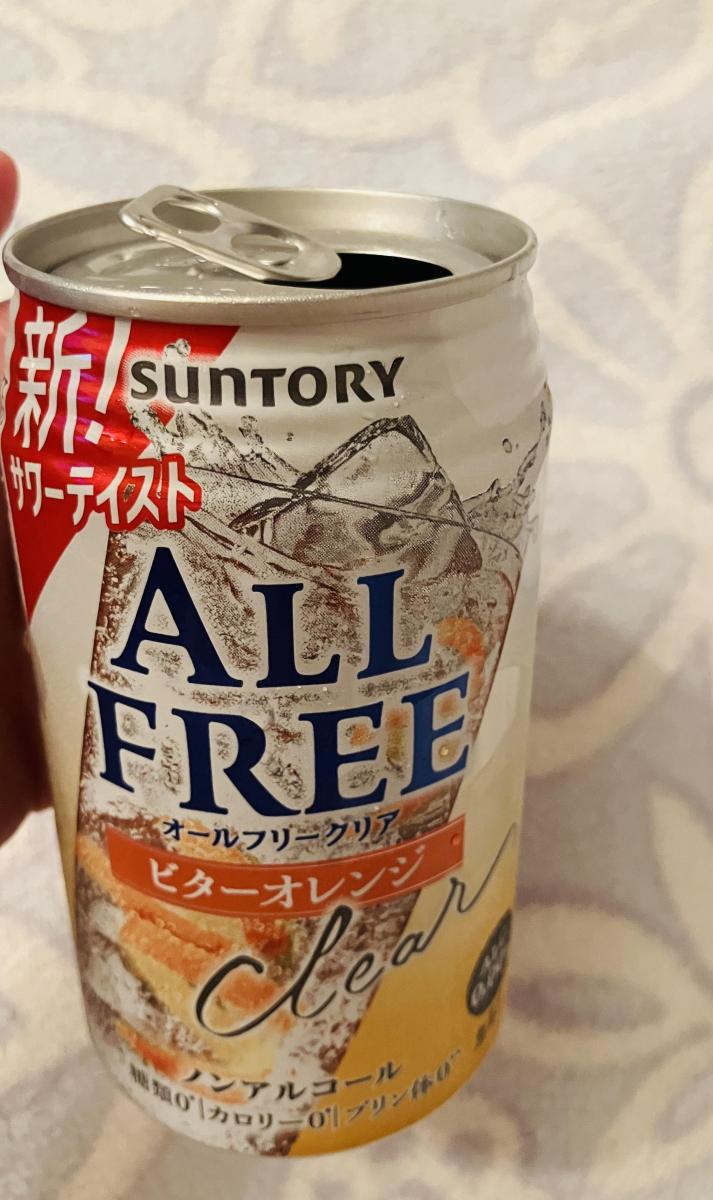 新!
サワーテイスト
SUNTORY
ALL
FREE
オールフリークリア
ビターオレンジ
clear
ノンアルコール
糖類0|カロリー0|プリン体0